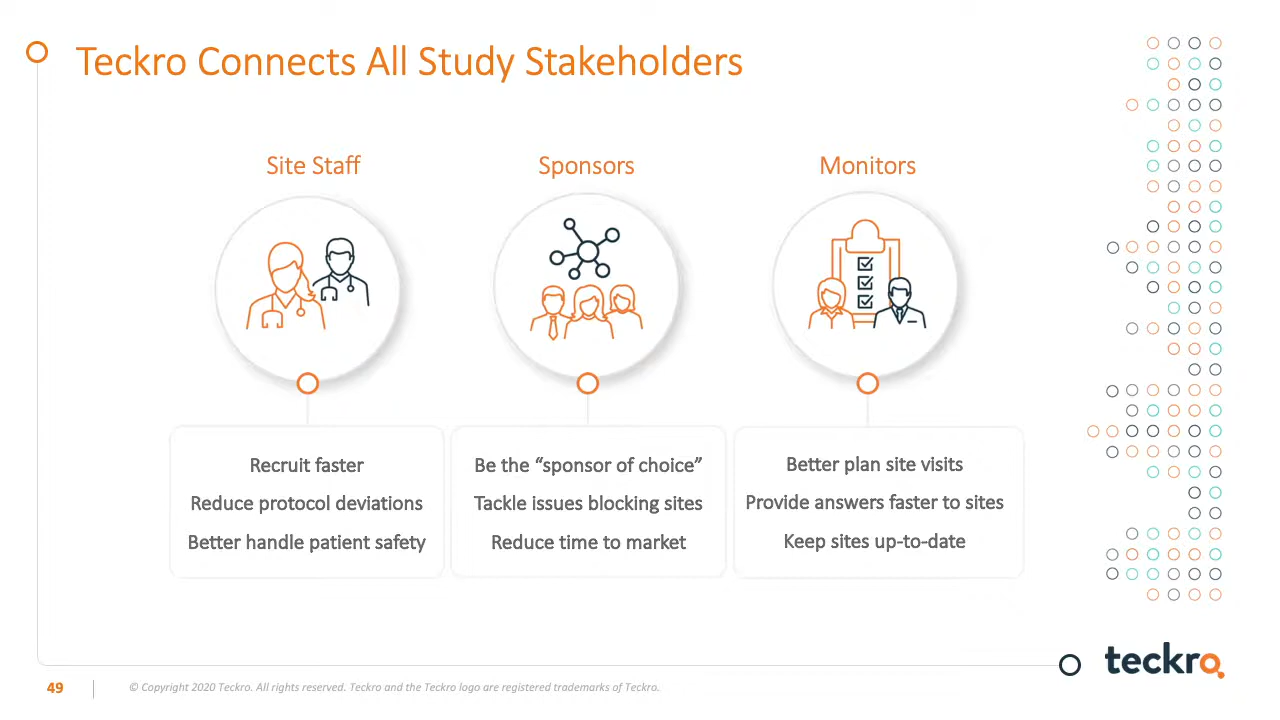 Teckro Connects All Study Stakeholders
Site Staff
Sponsors
Monitors
Recruit faster
Reduce protocol deviations
Better handle patient safety
Be the “sponsor of choice”
Tackle issues blocking sites
Reduce time to market
Better plan site visits
Provide answers faster to sites
Keep sites up-to-date
teckro
49
© Copyright 2020 Teckro. All rights reserved. Teckro and the Teckro logo are registered trademarks of Teckro.